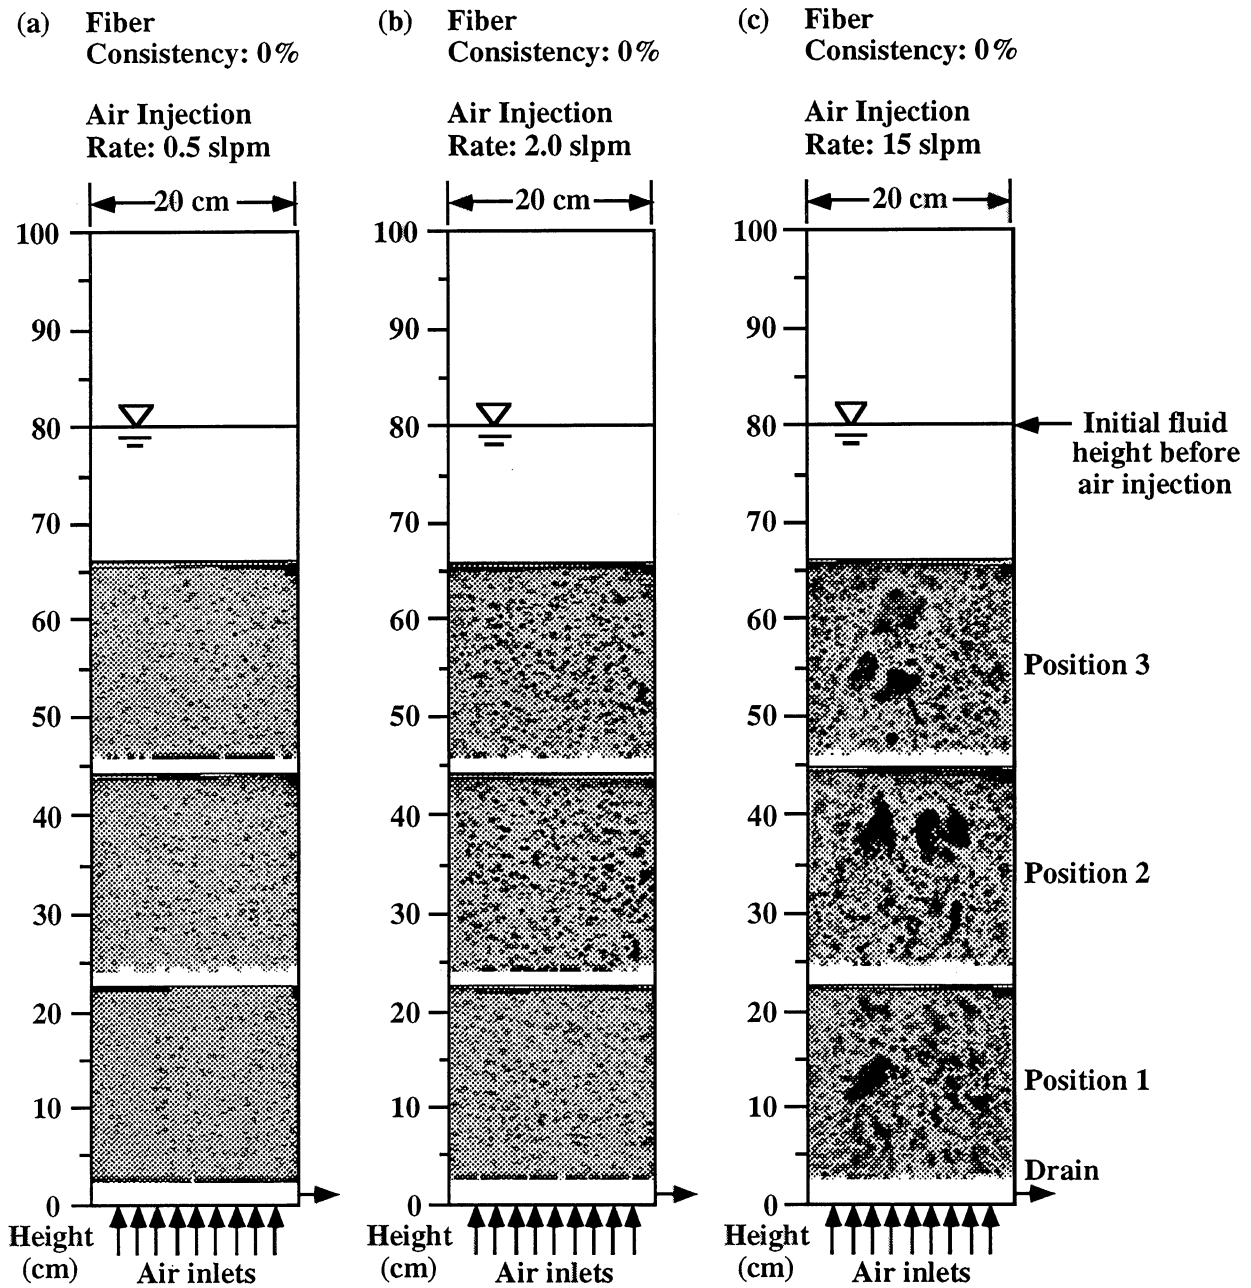 (a) Fiber
Consistency: 0%
Air Injection
Rate: 0.5 slpm
20 cm
100
90
80
70
60
50
40
30
20
10
0
Height
(cm)
Air inlets
(b) Fiber
Consistency: 0%
Air Injection
Rate: 2.0 slpm
20 cm
100
90
80
70
60
50
40
30
20
10
0
Height
(cm)
Air inlets
(c) Fiber
Consistency: 0%
Air Injection
Rate: 15 slpm
20 cm
100
90
80
70
60
50
40
30
20
10
0
Height
(cm)
Air inlets
Initial fluid
height before
air injection
Position 3
Position 2
Position 1
Drain